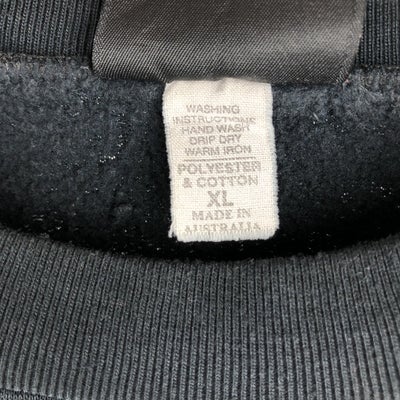 WASHING
INSTRUCTIONS
HAND WASH
DRIP DRY
WARM IRON
POLYESTER
& COTTON
XL
MADE IN
AUSTRALIA